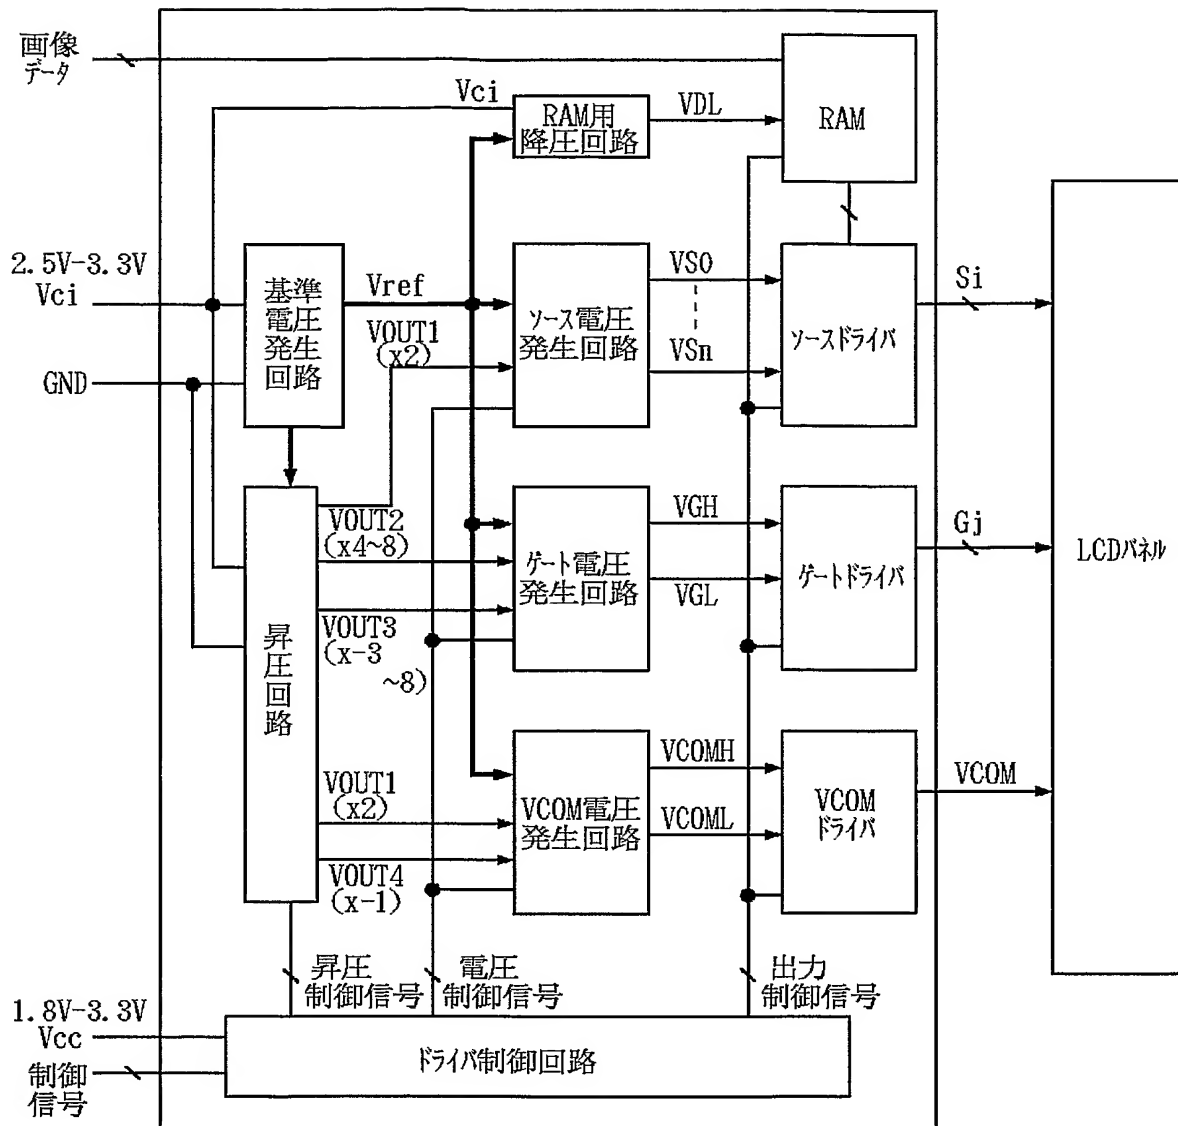 画像
データ
Vci
RAM用
降圧回路
VDL
RAM
2.5V-3.3V
Vci
GND
基準
電圧
発生
回路
Vref
VOUT1
(x2)
ソース電圧
発生回路
VS0
VSn
ソースドライバ
Si
VOUT2
(x4~8)
VOUT3
(x-3
~8)
ゲート電圧
発生回路
VGH
VGL
ゲートドライバ
Gj
LCDパネル
昇
圧
回
路
VOUT1
(x2)
VOUT4
(x-1)
VCOM電圧
発生回路
VCOMH
VCOML
VCOM
ドライバ
VCOM
昇圧
制御信号
電圧
制御信号
出力
制御信号
1.8V-3.3V
Vcc
制御
信号
ドライバ制御回路